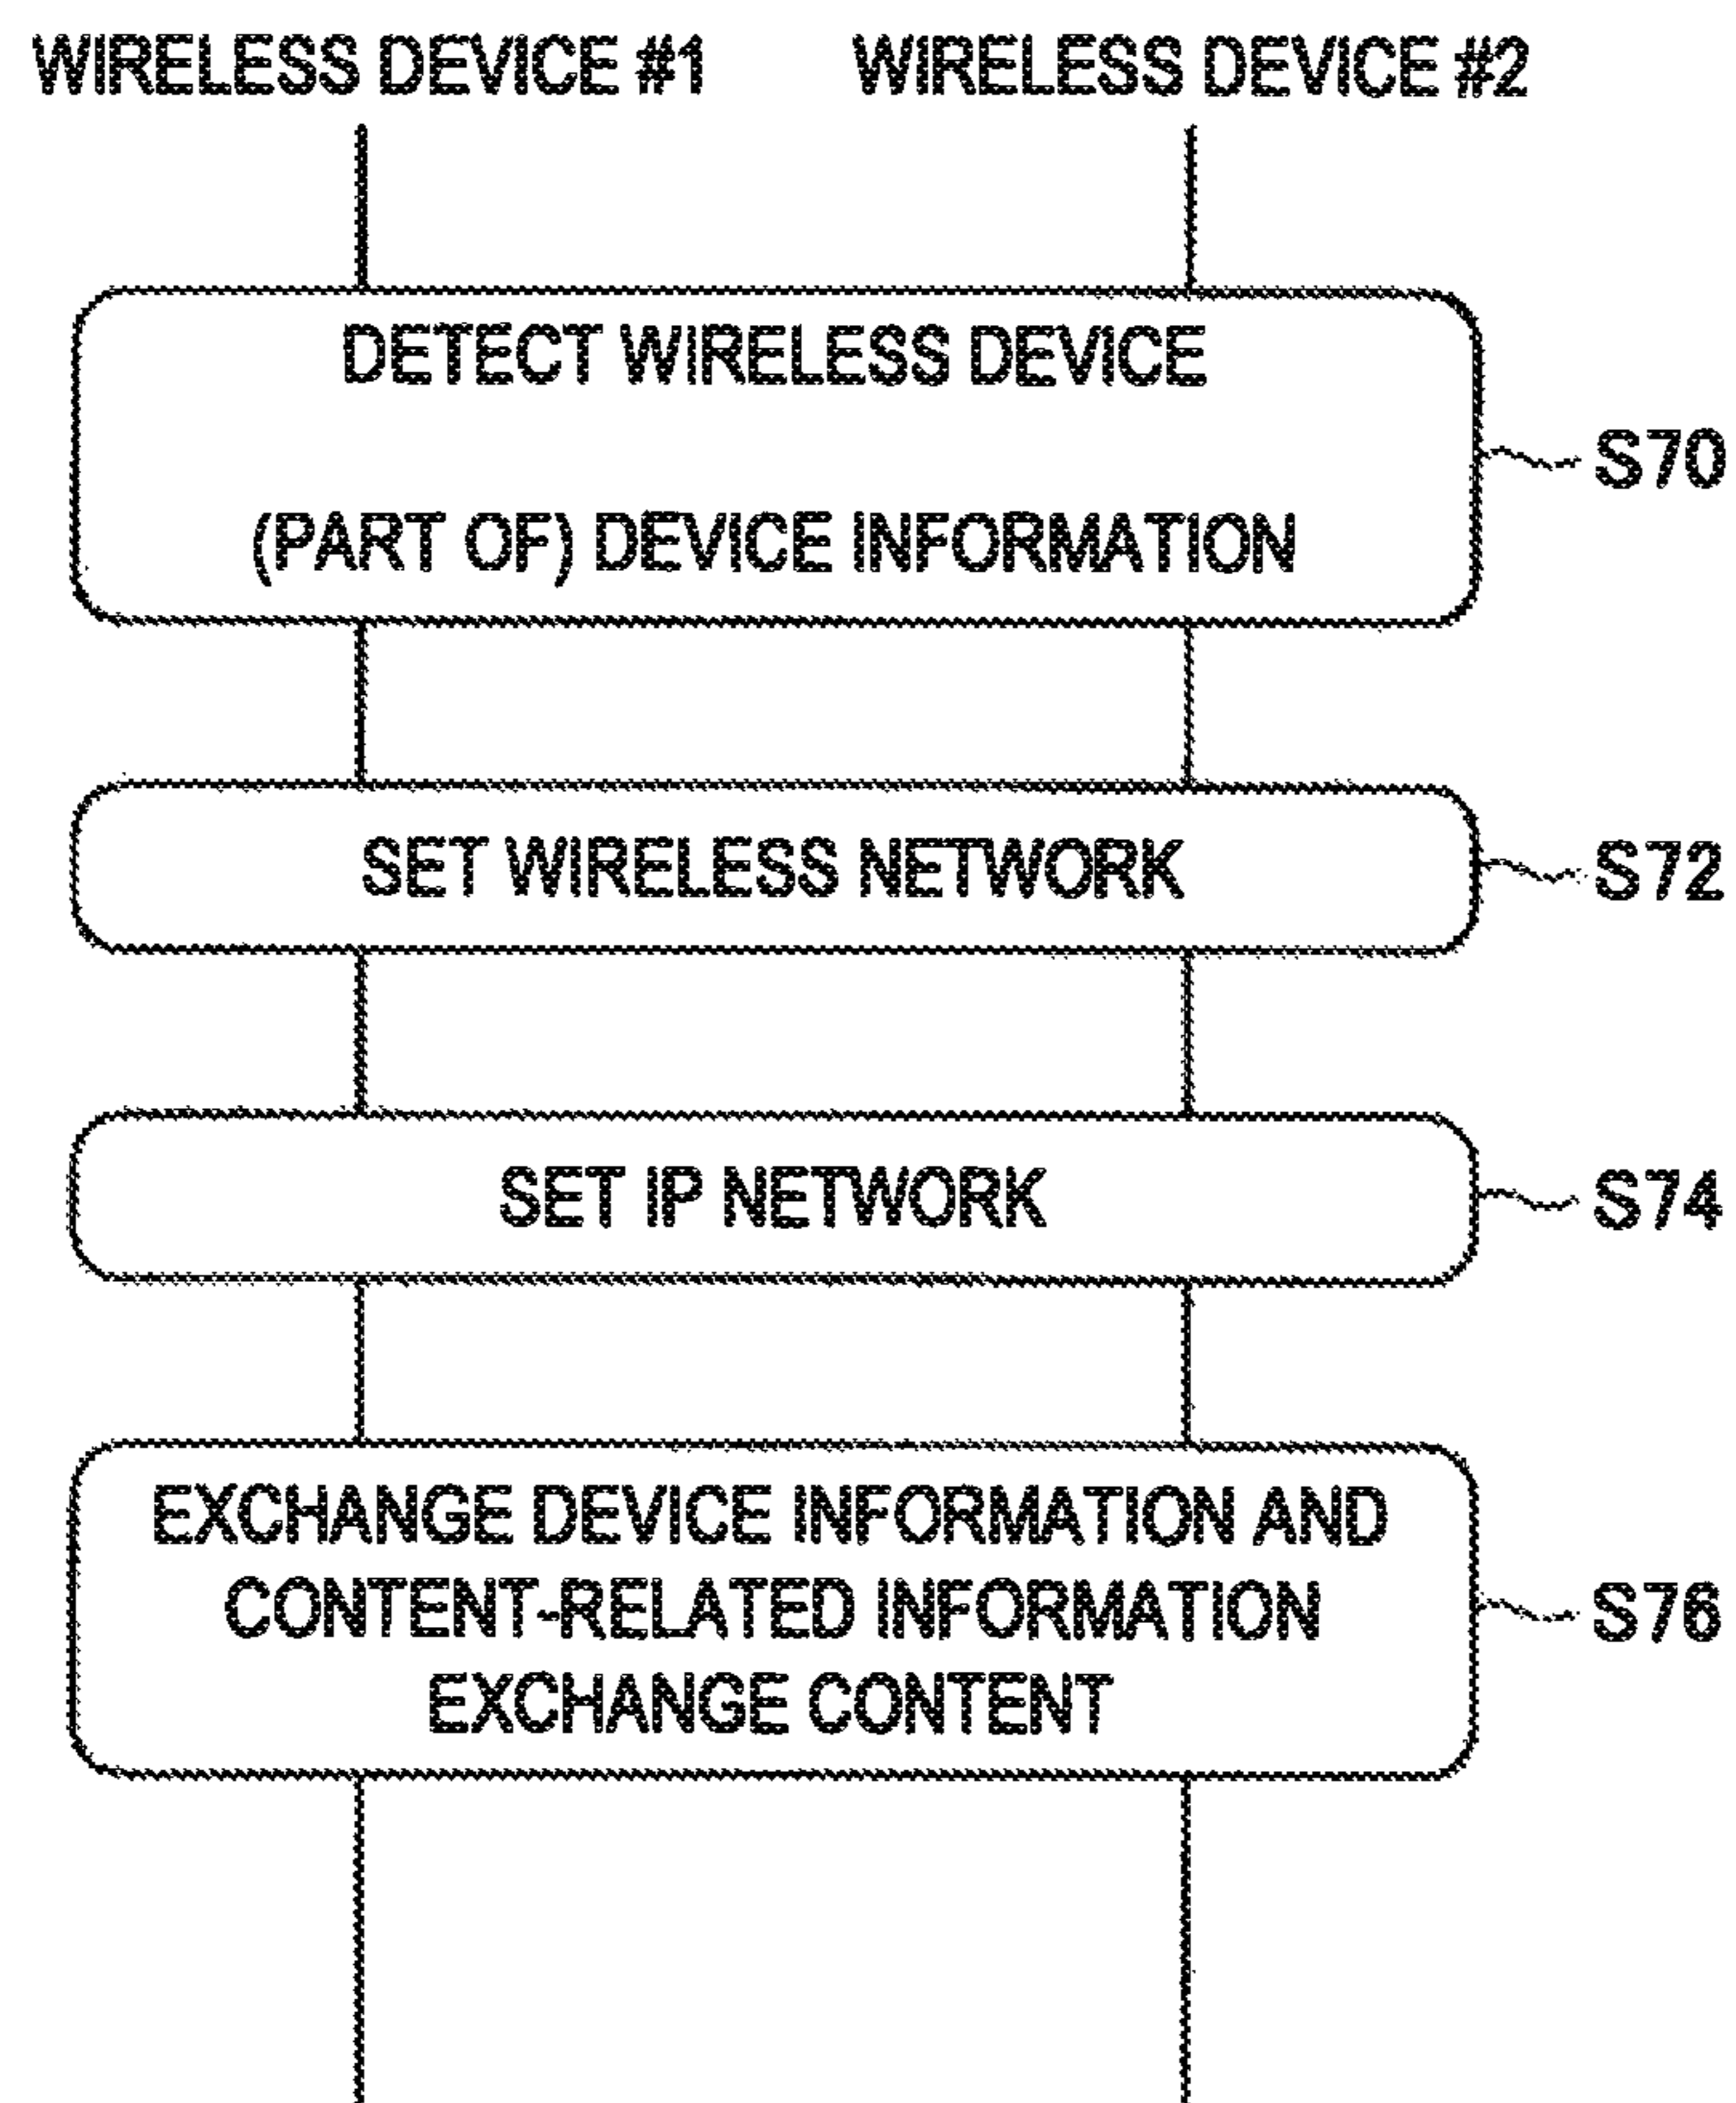 WIRELESS DEVICE #1 WIRELESS DEVICE #2
DETECT WIRELESS DEVICE
(PART OF) DEVICE INFORMATION
S70
SET WIRELESS NETWORK
S72
SET IP NETWORK
S74
EXCHANGE DEVICE INFORMATION AND
CONTENT-RELATED INFORMATION
EXCHANGE CONTENT
S76